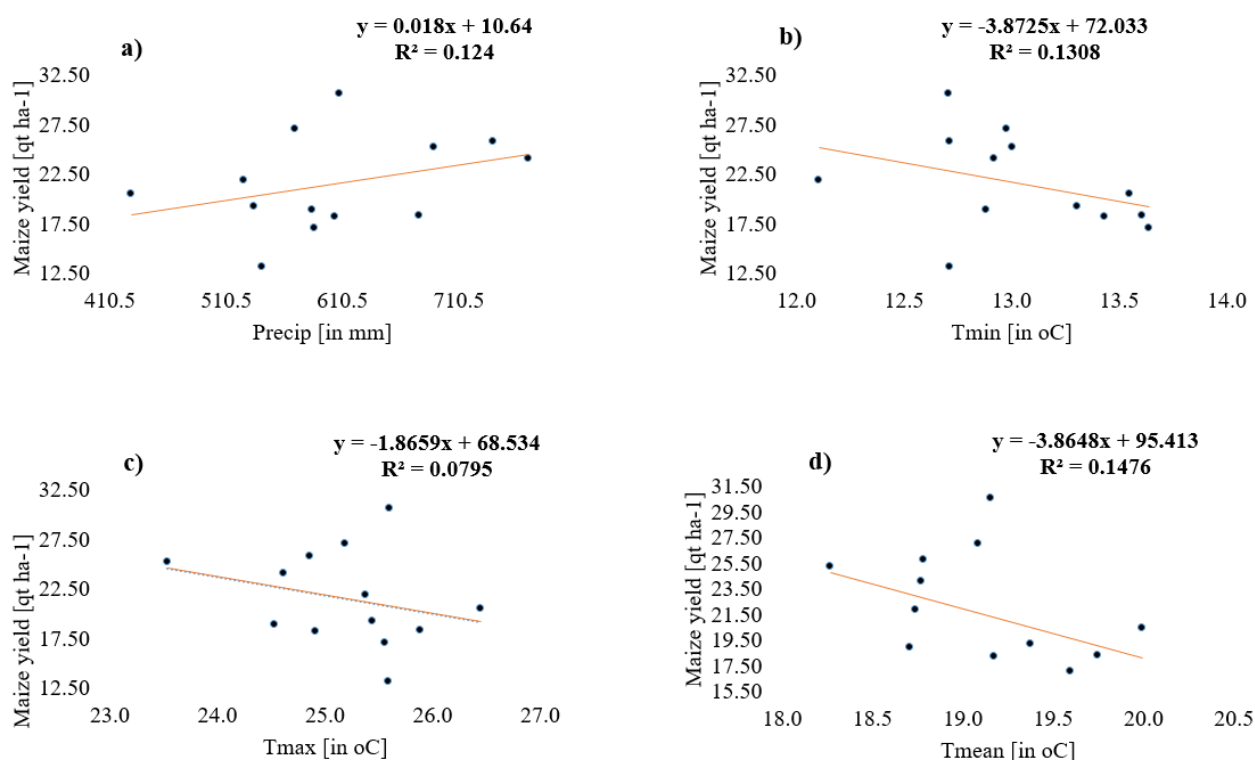 a)
y = 0.018x + 10.64
R² = 0.124
Maize yield [qt ha-1]
32.50
27.50
22.50
17.50
12.50
410.5 510.5 610.5 710.5
Precip [in mm]
b)
y = -3.8725x + 72.033
R² = 0.1308
Maize yield [qt ha-1]
32.50
27.50
22.50
17.50
12.50
12.0 12.5 13.0 13.5 14.0
Tmin [in oC]
c)
y = -1.8659x + 68.534
R² = 0.0795
Maize yield [qt ha-1]
32.50
27.50
22.50
17.50
12.50
23.0 24.0 25.0 26.0 27.0
Tmax [in oC]
d)
y = -3.8648x + 95.413
R² = 0.1476
Maize yield [qt ha-1]
31.50
29.50
27.50
25.50
23.50
21.50
19.50
17.50
15.50
18.0 18.5 19.0 19.5 20.0 20.5
Tmean [in oC]